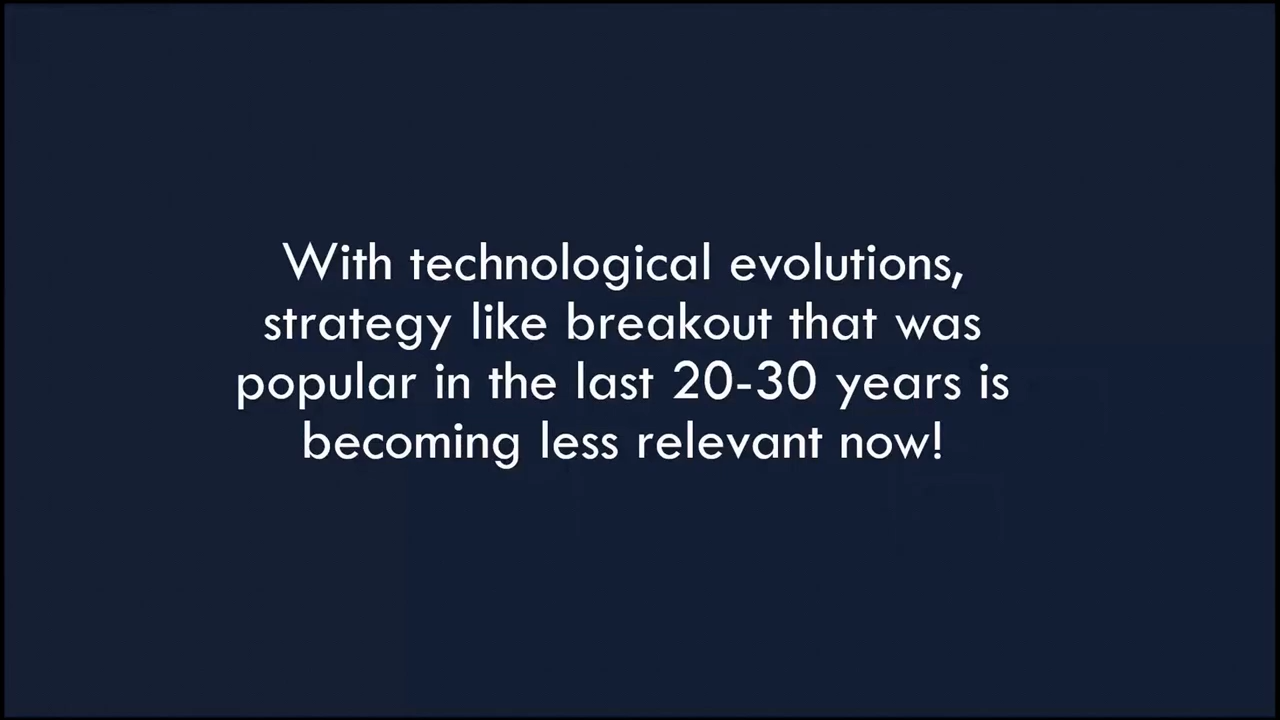 With technological evolutions,
strategy like breakout that was
popular in the last 20-30 years is
becoming less relevant now!